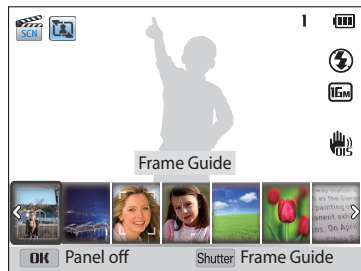 SCN
1
16M
OIS
Frame Guide
OK Panel off
Shutter Frame Guide